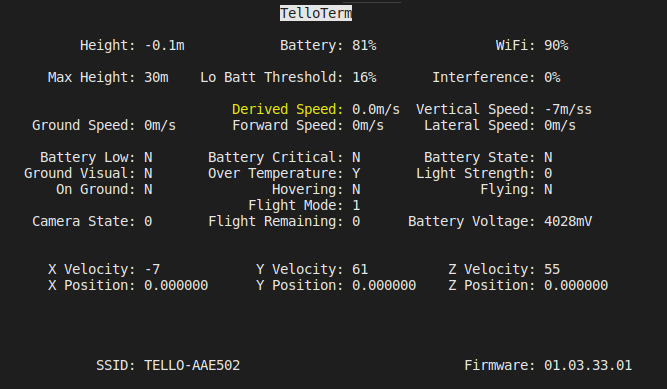 TelloTerm
Height: -0.1m Battery: 81% WiFi: 90%
Max Height: 30m Lo Batt Threshold: 16% Interference: 0%
Derived Speed: 0.0m/s Vertical Speed: -7m/ss
Ground Speed: 0m/s Forward Speed: 0m/s Lateral Speed: 0m/s
Battery Low: N Battery Critical: N Battery State: N
Ground Visual: N Over Temperature: Y Light Strength: 0
On Ground: N Hovering: N Flying: N
Flight Mode: 1
Camera State: 0 Flight Remaining: 0 Battery Voltage: 4028mV
X Velocity: -7 Y Velocity: 61 Z Velocity: 55
X Position: 0.000000 Y Position: 0.000000 Z Position: 0.000000
SSID: TELLO-AAE502 Firmware: 01.03.33.01